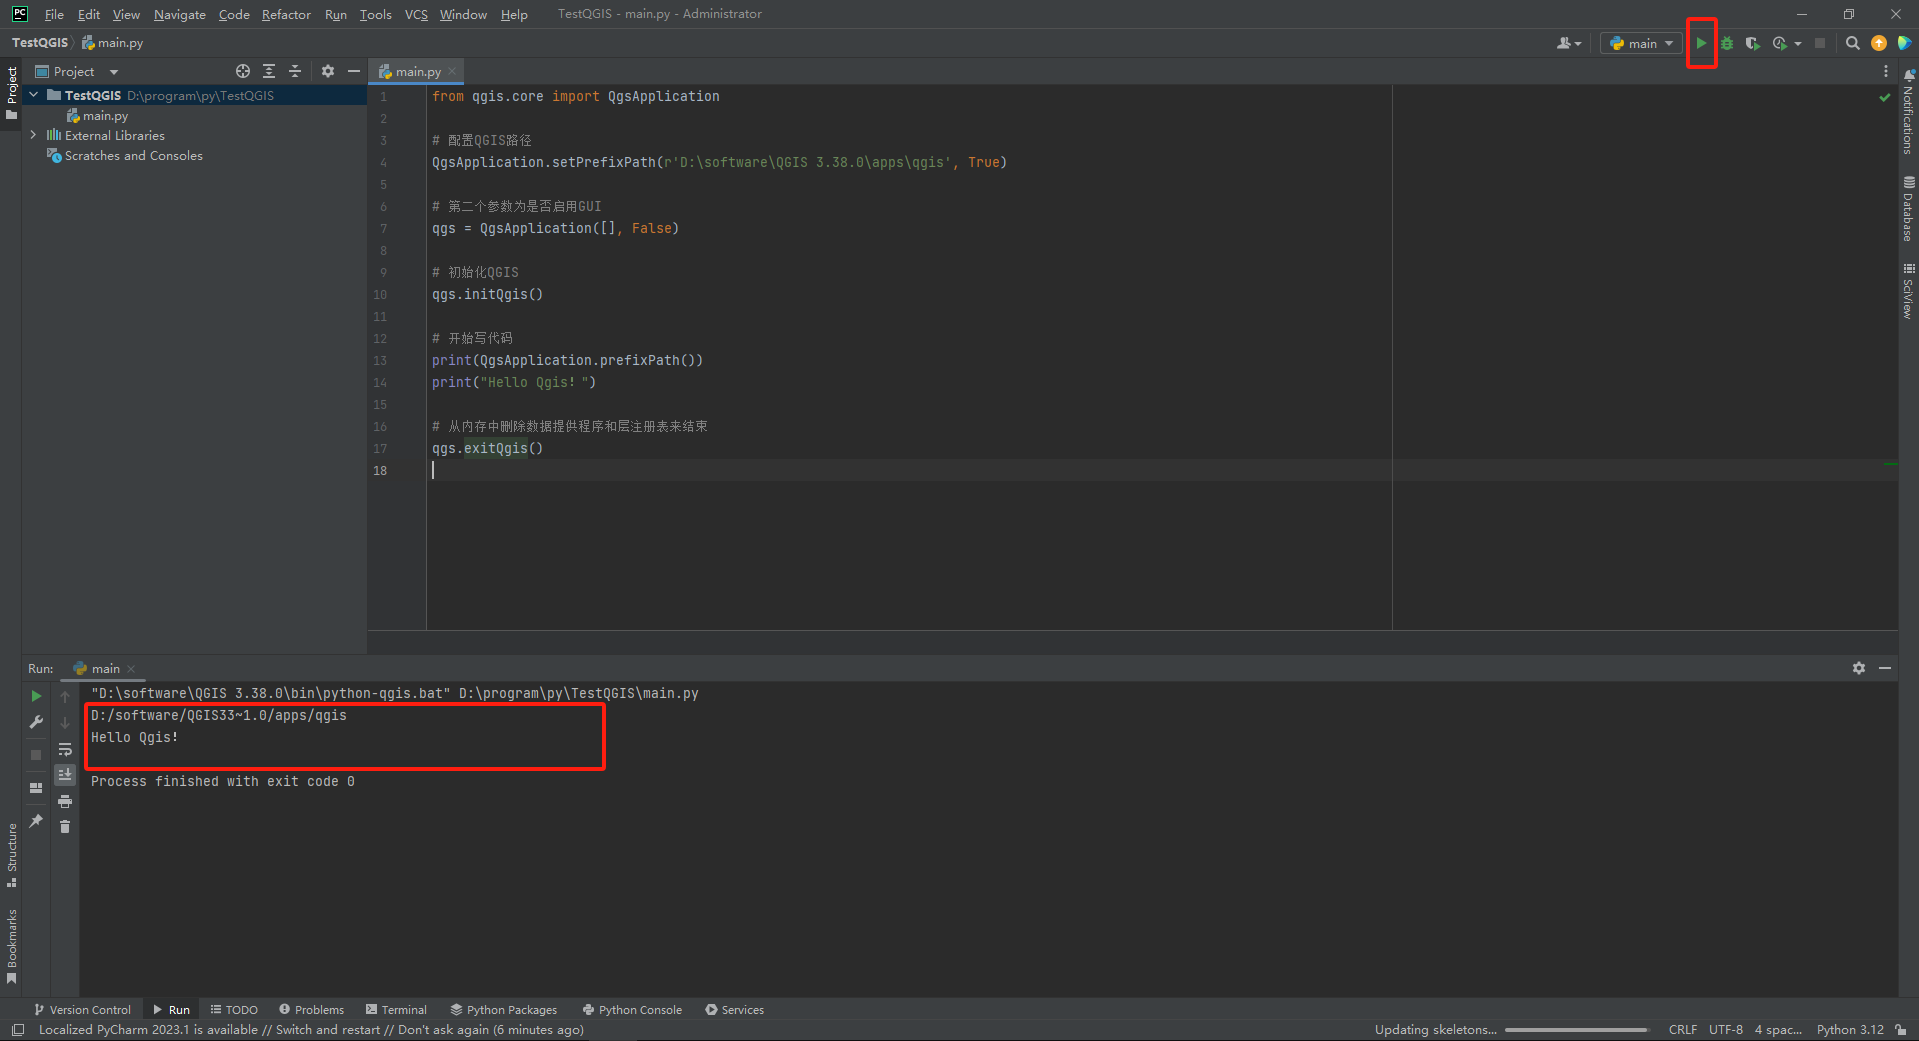 PC File Edit View Navigate Code Refactor Run Tools VCS Window Help TestQGIS - main.py - Administrator
TestQGIS main.py main
Project main.py
TestQGIS D:\program\py\TestQGIS
main.py
External Libraries
Scratches and Consoles
Project
Structure
Bookmarks
1 from qgis.core import QgsApplication
2
3 # 配置QGIS路径
4 QgsApplication.setPrefixPath(r'D:\software\QGIS 3.38.0\apps\qgis', True)
5
6 # 第二个参数为是否启用GUI
7 qgs = QgsApplication([], False)
8
9 # 初始化QGIS
10 qgs.initQgis()
11
12 # 开始写代码
13 print(QgsApplication.prefixPath())
14 print("Hello Qgis！")
15
16 # 从内存中删除数据提供程序和层注册表来结束
17 qgs.exitQgis()
18
Notifications
Database
SciView
Run: main
"D:\software\QGIS 3.38.0\bin\python-qgis.bat" D:\program\py\TestQGIS\main.py
D:/software/QGIS33~1.0/apps/qgis
Hello Qgis！
Process finished with exit code 0
Version Control Run TODO Problems Terminal Python Packages Python Console Services
Localized PyCharm 2023.1 is available // Switch and restart // Don't ask again (6 minutes ago) Updating skeletons... CRLF UTF-8 4 spac... Python 3.12